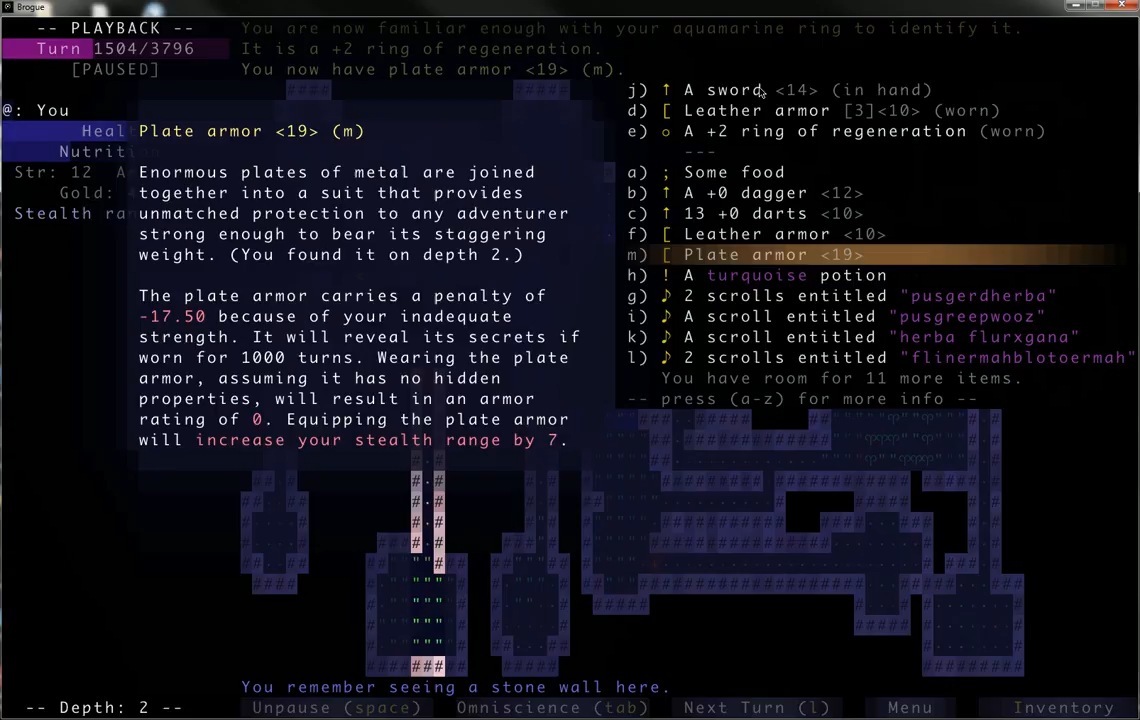 Brogue
-- PLAYBACK --
Turn 1504/3796
[PAUSED]
You are now familiar enough with your aquamarine ring to identify it.
It is a +2 ring of regeneration.
You now have plate armor <19> (m).
@: You
Heal
Nutriti
Str: 12 A
Gold:
Stealth ran
Plate armor <19> (m)
Enormous plates of metal are joined
together into a suit that provides
unmatched protection to any adventurer
strong enough to bear its staggering
weight. (You found it on depth 2.)
The plate armor carries a penalty of
-17.50 because of your inadequate
strength. It will reveal its secrets if
worn for 1000 turns. Wearing the plate
armor, assuming it has no hidden
properties, will result in an armor
rating of 0. Equipping the plate armor
will increase your stealth range by 7.
j) ↑ A sword <14> (in hand)
d) [ Leather armor [3]<10> (worn)
e) ○ A +2 ring of regeneration (worn)
---
a) ; Some food
b) ↑ A +0 dagger <12>
c) ↑ 13 +0 darts <10>
f) [ Leather armor <10>
m) [ Plate armor <19>
h) ! A turquoise potion
g) ♪ 2 scrolls entitled "pusgerdherba"
i) ♪ A scroll entitled "pusgreepwooz"
k) ♪ A scroll entitled "herba flurxgana"
l) ♪ 2 scrolls entitled "flinermahblotoermah"
You have room for 11 more items.
-- press (a-z) for more info --
You remember seeing a stone wall here.
-- Depth: 2 --
Unpause (space)
Omniscience (tab)
Next Turn (l)
Menu
Inventory